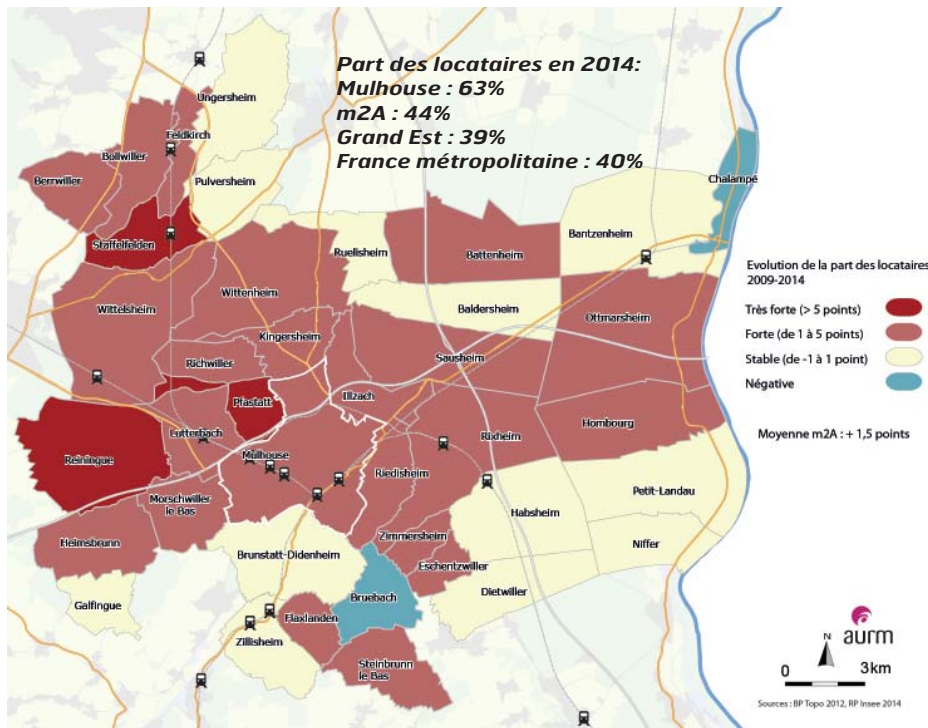 Part des locataires en 2014:
Mulhouse : 63%
m2A : 44%
Grand Est : 39%
France métropolitaine : 40%
Ungersheim
Feldkirch
Bollwiller
Berrwiller
Pulversheim
Chalampé
Staffelfelden
Ruelisheim
Battenheim
Bantzenheim
Wittelsheim
Wittenheim
Baldersheim
Ottmarsheim
Kingersheim
Sausheim
Richwiller
Pfastatt
Illzach
Lutterbach
Rixheim
Hombourg
Reiningue
Mulhouse
Riedisheim
Morschwiller
le Bas
Petit-Landau
Habsheim
Heimsbrunn
Zimmersheim
Niffer
Brunstatt-Didenheim
Eschentzwiller
Dietwiller
Galfingue
Bruebach
Flaxlanden
Zillisheim
Steinbrunn
le Bas
Evolution de la part des locataires
2009-2014
Très forte (> 5 points)
Forte (de 1 à 5 points)
Stable (de -1 à 1 point)
Négative
Moyenne m2A : + 1,5 points
aurm
N
0 3km
Sources : BP Topo 2012, RP Insee 2014